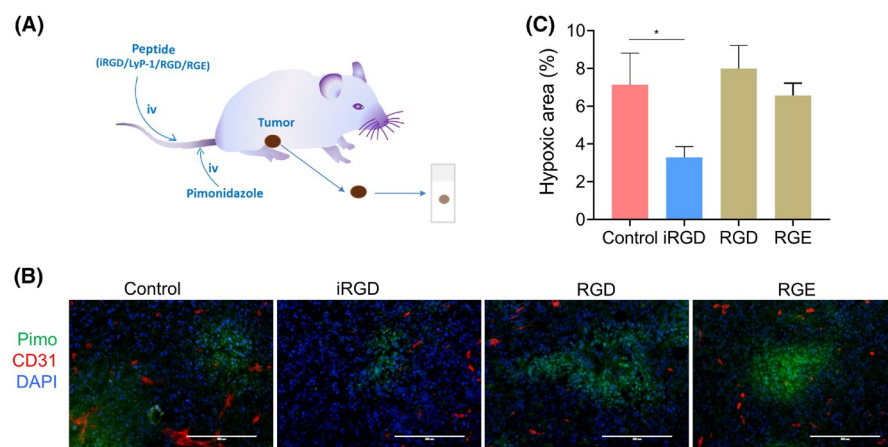 (A)
Peptide
(iRGD/LyP-1/RGD/RGE)
iv
Tumor
iv
Pimonidazole
(C)
Hypoxic area (%)
10
8
6
4
2
0
*
Control iRGD RGD RGE
(B)
Control iRGD RGD RGE
Pimo
CD31
DAPI